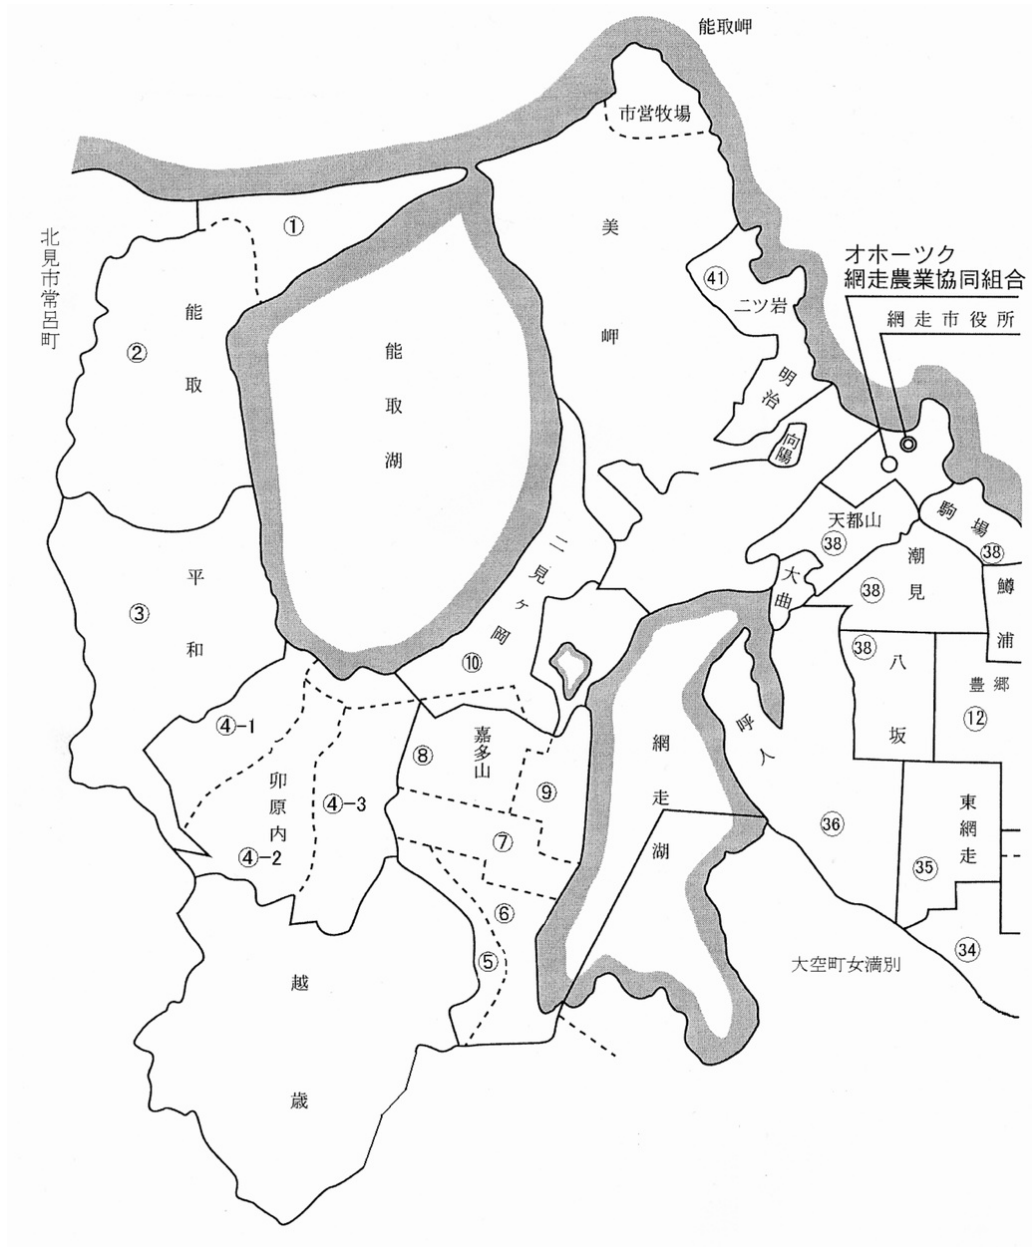 能取岬
市営牧場
①
北見市常呂町
美岬
㊶
オホーツク
網走農業協同組合
二ツ岩
網走市役所
能取
②
能取湖
明治
向陽
天都山
㊳
駒場
㊳
潮見
㊳
大曲
鱒浦
二見ヶ岡
⑩
平和
③
㊳
八坂
豊郷
⑫
④-1
呼人
嘉多山
⑧
網走湖
卯原内
④-3
⑨
東網走
㊱
⑦
④-2
㉟
⑥
㉞
⑤
大空町女満別
越歳